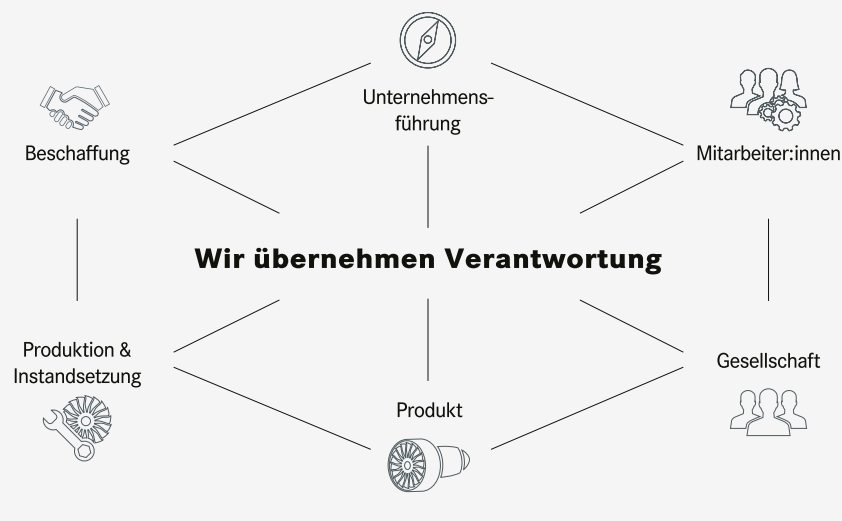 Unternehmens-
führung
Beschaffung
Mitarbeiter:innen
Wir übernehmen Verantwortung
Produktion &
Instandsetzung
Gesellschaft
Produkt